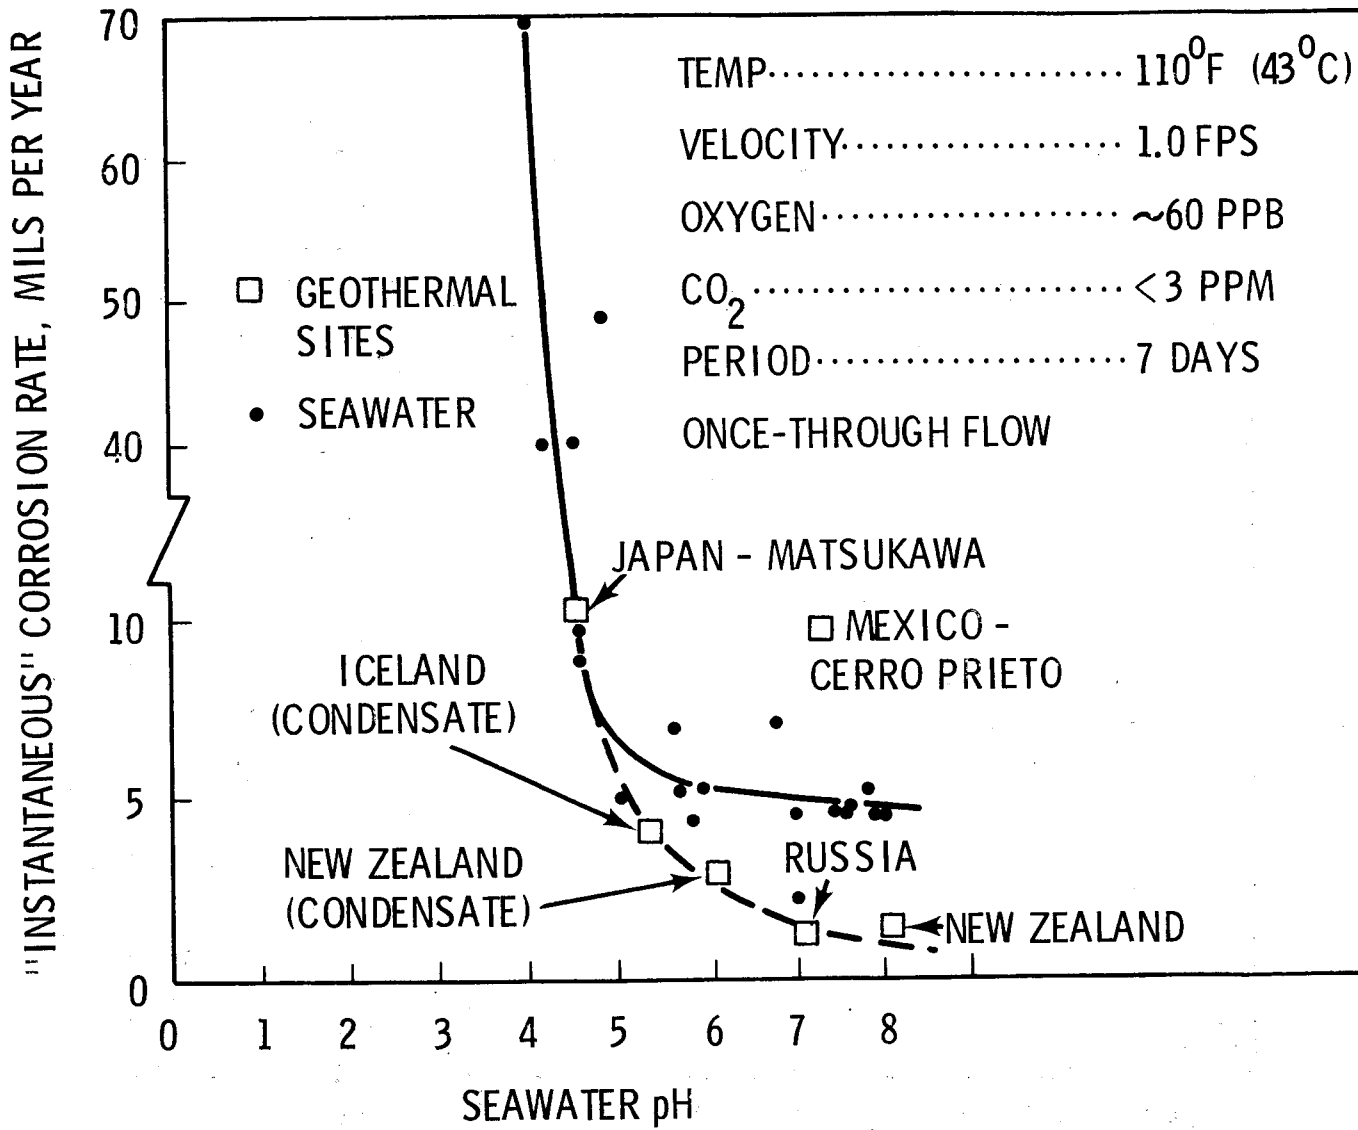 "INSTANTANEOUS" CORROSION RATE, MILS PER YEAR
70
60
50
40
10
5
0
TEMP 110⁰F (43⁰C)
VELOCITY 1.0 FPS
OXYGEN ~60 PPB
CO₂ <3 PPM
PERIOD 7 DAYS
ONCE-THROUGH FLOW
GEOTHERMAL
SITES
SEAWATER
JAPAN - MATSUKAWA
MEXICO -
CERRO PRIETO
ICELAND
(CONDENSATE)
NEW ZEALAND
(CONDENSATE)
RUSSIA
NEW ZEALAND
0 1 2 3 4 5 6 7 8
SEAWATER pH